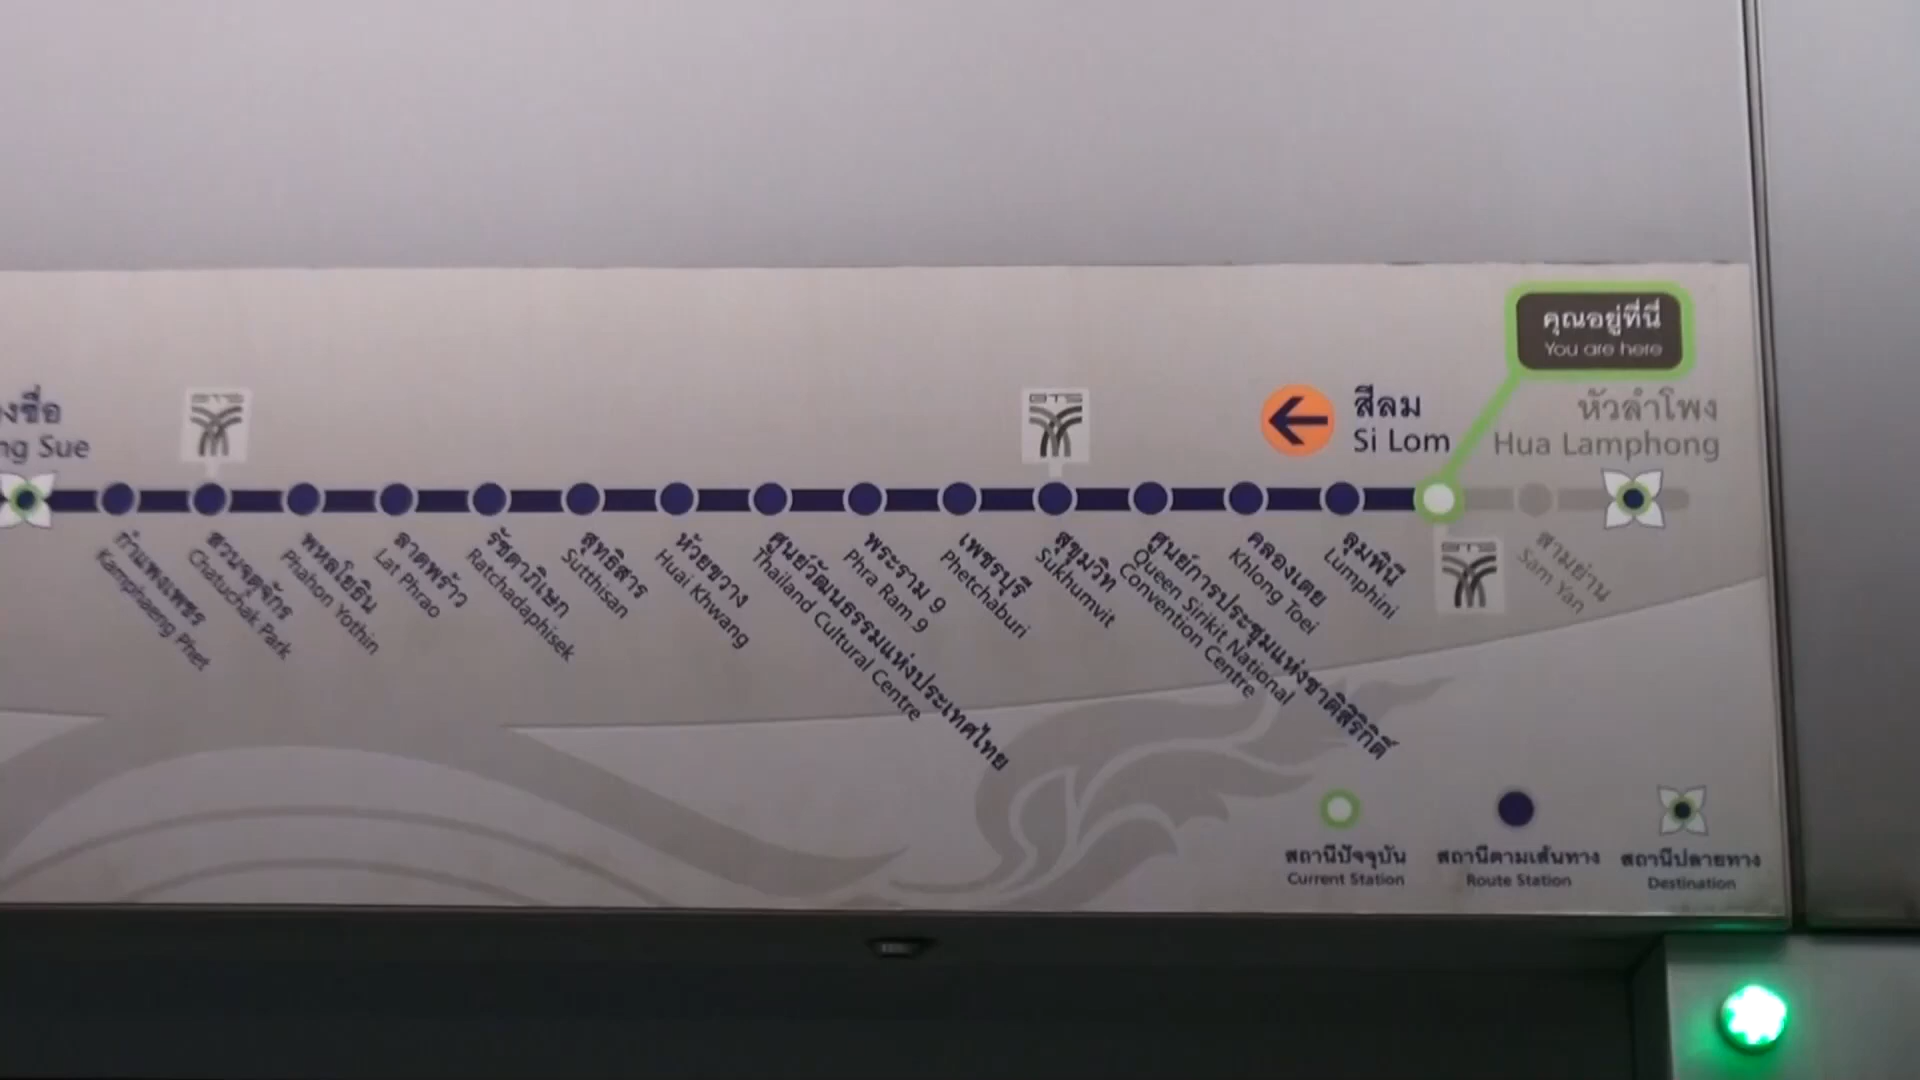 คุณอยู่ที่นี่
You are here
งซื่อ
ng Sue
BTS
BTS
สีลม
Si Lom
หัวลำโพง
Hua Lamphong
กำแพงเพชร
Kamphaeng Phet
สวนจตุจักร
Chatuchak Park
พหลโยธิน
Phahon Yothin
ลาดพร้าว
Lat Phrao
รัชดาภิเษก
Ratchadaphisek
สุทธิสาร
Sutthisan
ห้วยขวาง
Huai Khwang
ศูนย์วัฒนธรรมแห่งประเทศไทย
Thailand Cultural Centre
พระราม 9
Phra Ram 9
เพชรบุรี
Phetchaburi
สุขุมวิท
Sukhumvit
ศูนย์การประชุมแห่งชาติสิริกิติ์
Queen Sirikit National
Convention Centre
คลองเตย
Khlong Toei
ลุมพินี
Lumphini
BTS
สามย่าน
Sam Yan
สถานีปัจจุบัน
Current Station
สถานีตามเส้นทาง
Route Station
สถานีปลายทาง
Destination